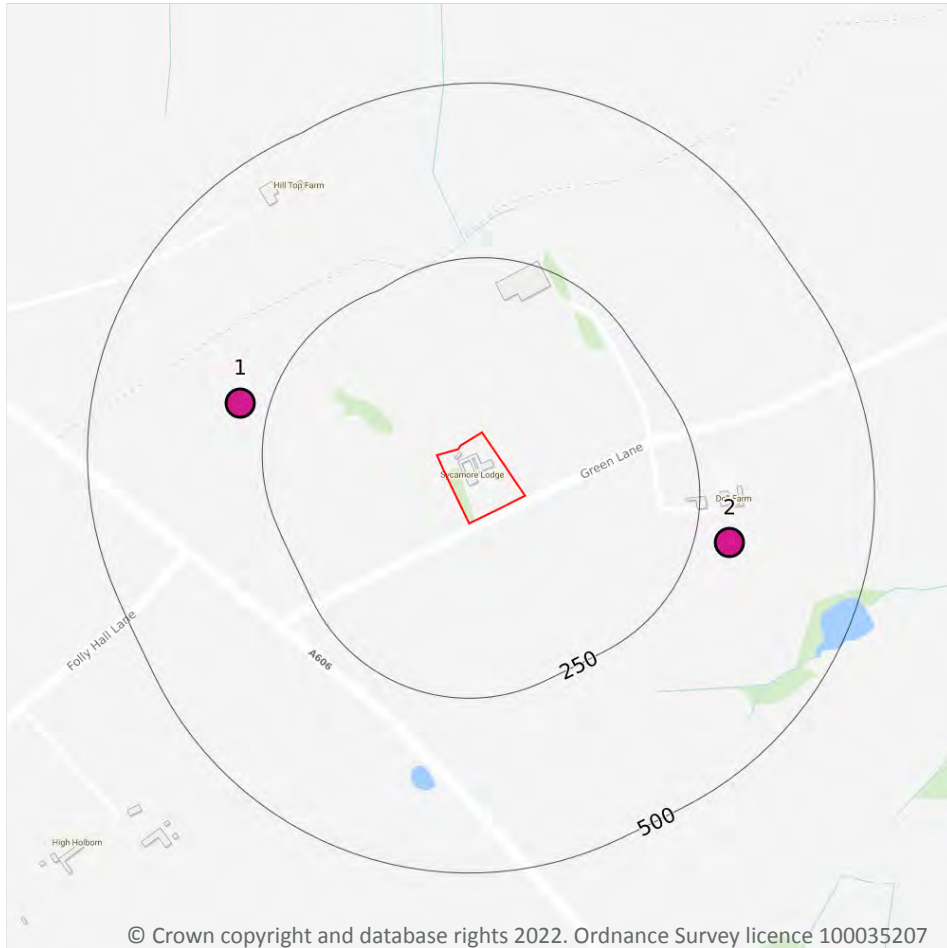 Hill Top Farm
1
Green Lane
Sycamore Lodge
2
Folly Hall Lane
A606
250
500
High Holborn
© Crown copyright and database rights 2022. Ordnance Survey licence 100035207